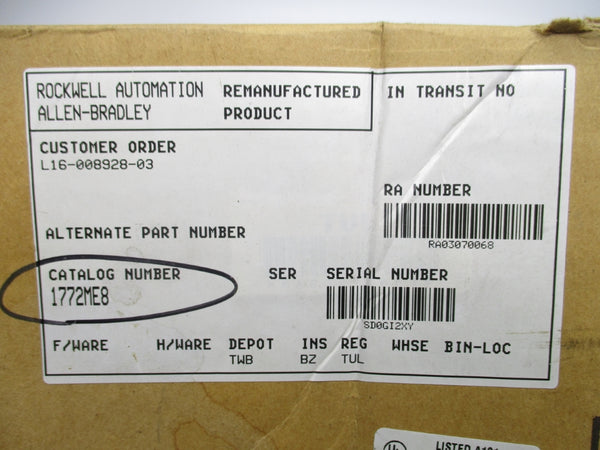 ROCKWELL AUTOMATION
ALLEN-BRADLEY
REMANUFACTURED
PRODUCT
IN TRANSIT NO
CUSTOMER ORDER
L16-008928-03
RA NUMBER
RA03070068
ALTERNATE PART NUMBER
CATALOG NUMBER
1772ME8
SER
SERIAL NUMBER
SD0GI2XY
F/WARE H/WARE DEPOT INS REG WHSE BIN-LOC
TWB BZ TUL
UL
LISTED